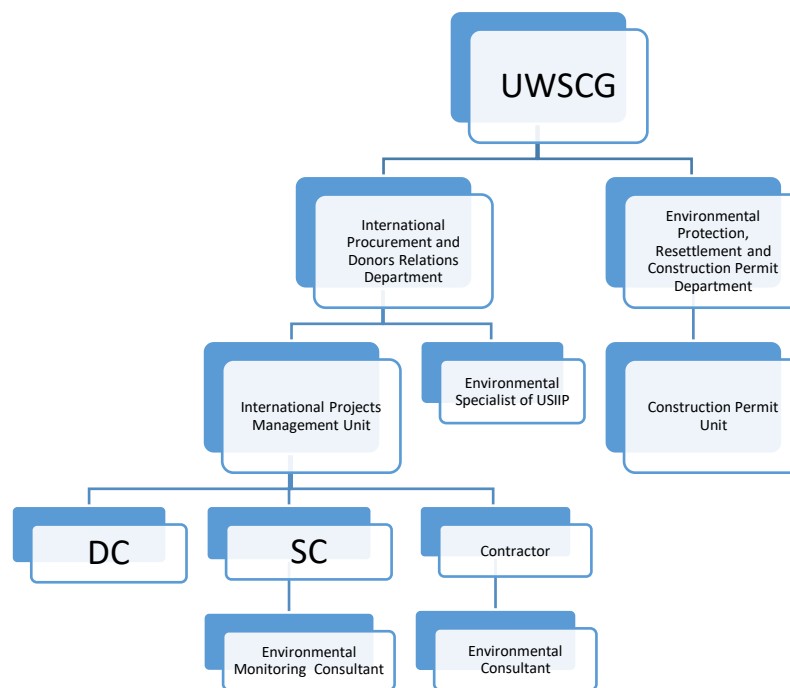 UWSCG
International
Procurement and
Donors Relations
Department
Environmental
Protection,
Resettlement and
Construction Permit
Department
International Projects
Management Unit
Environmental
Specialist of USIIP
Construction Permit
Unit
DC
SC
Contractor
Environmental
Monitoring Consultant
Environmental
Consultant